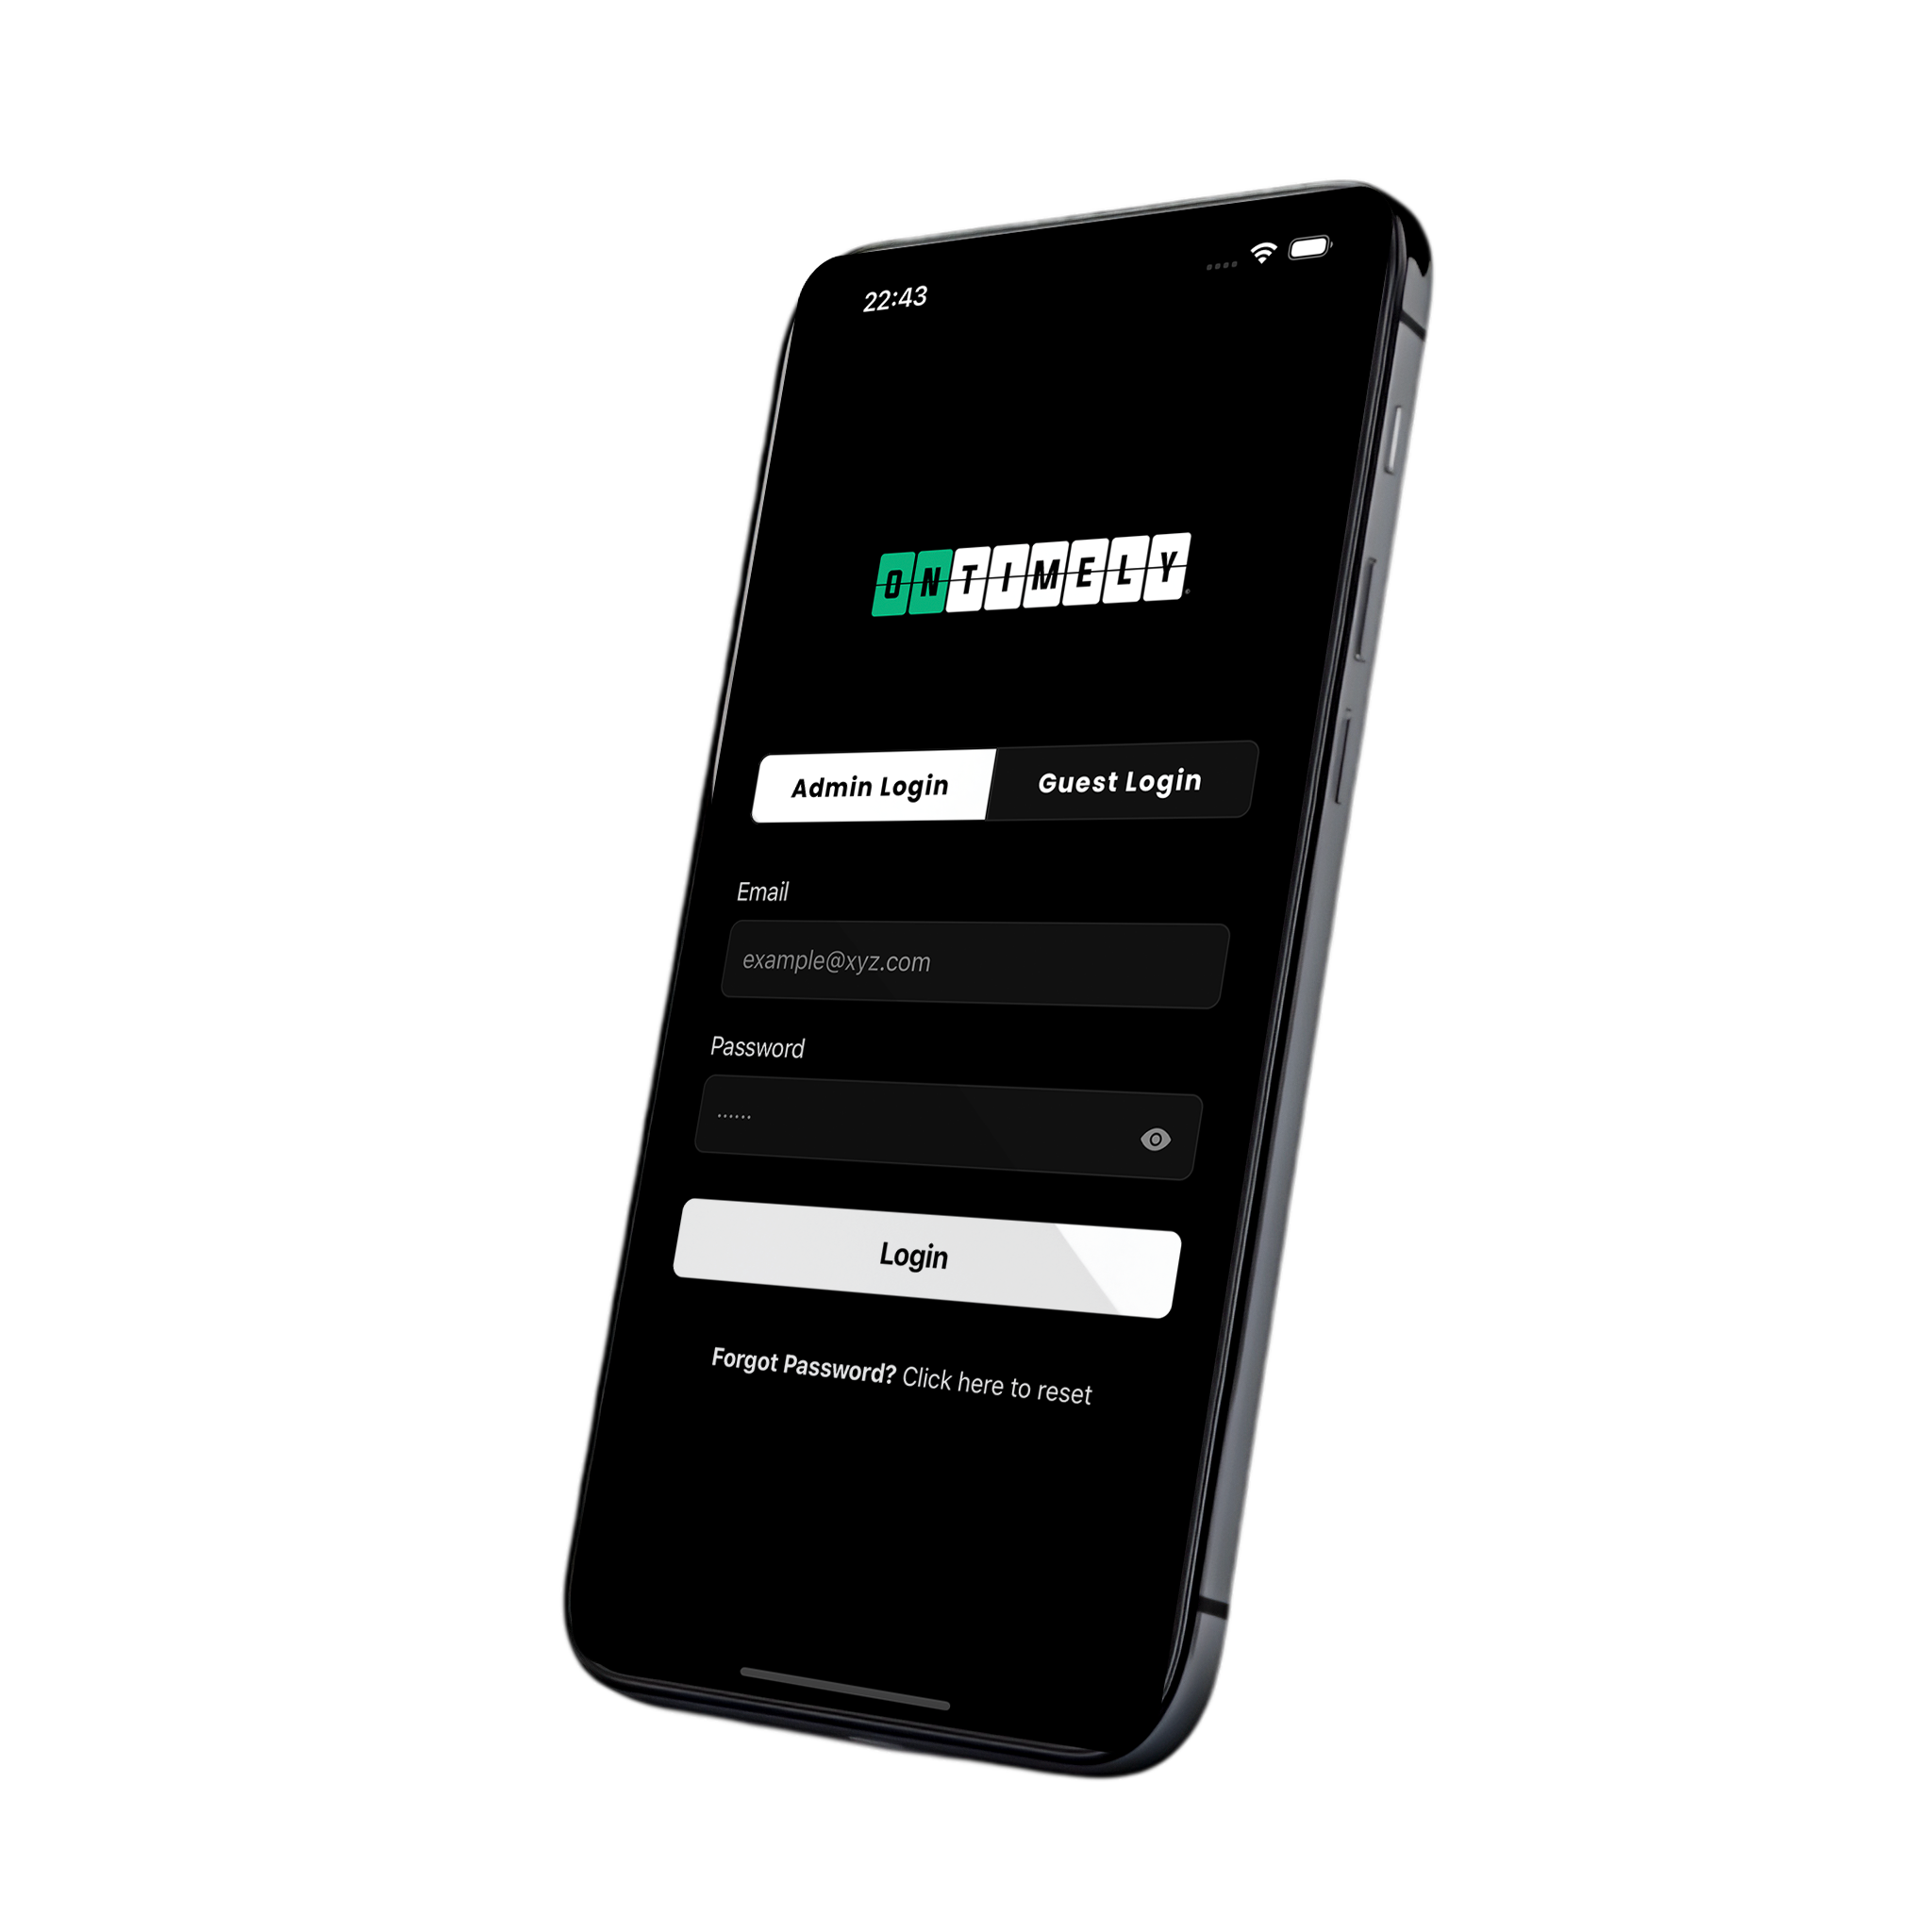 22:43
ONTIMELY
Admin Login Guest Login
Email
example@xyz.com
Password
••••••
Login
Forgot Password? Click here to reset